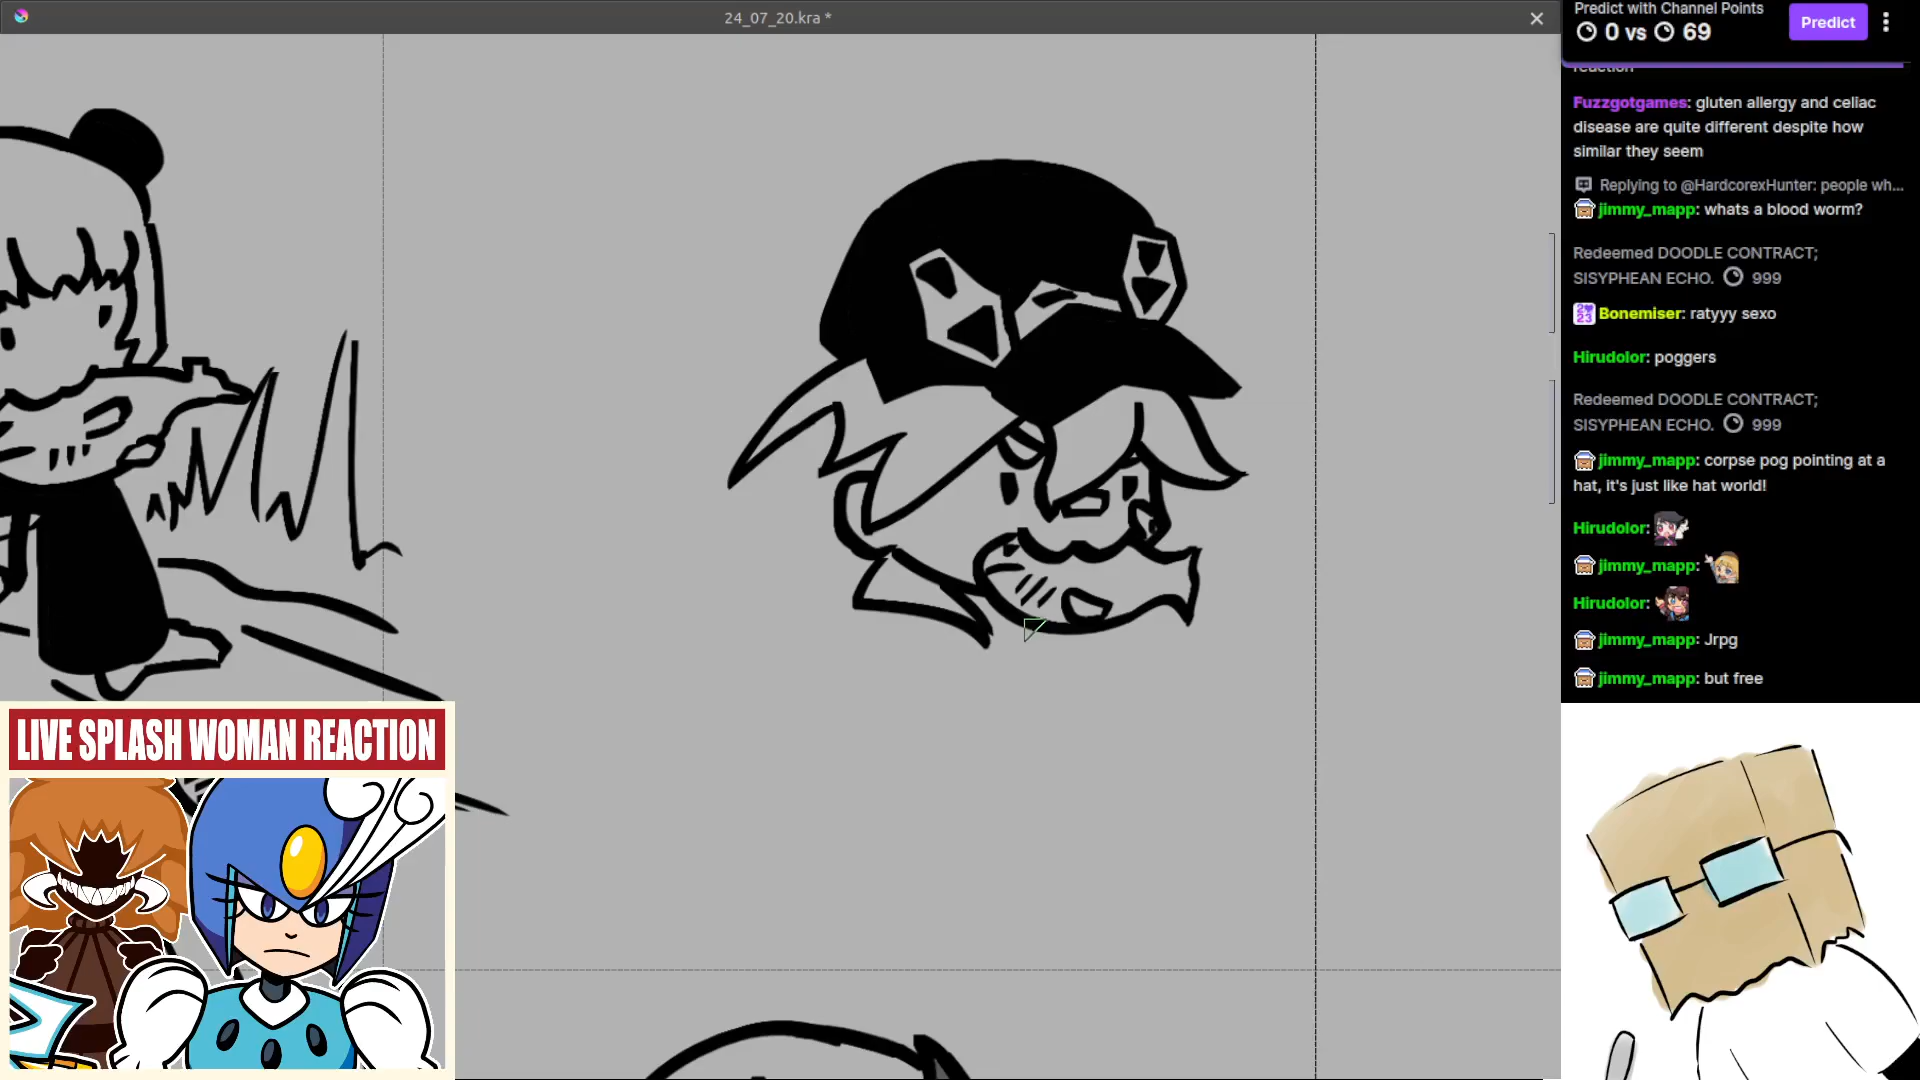 24_07_20.kra *
Predict with Channel Points
0 vs 69
Predict
reaction
Fuzzgotgames: gluten allergy and celiac
disease are quite different despite how
similar they seem
Replying to @HardcorexHunter: people wh...
jimmy_mapp: whats a blood worm?
Redeemed DOODLE CONTRACT;
SISYPHEAN ECHO. 999
Bonemiser: ratyyy sexo
Hirudolor: poggers
Redeemed DOODLE CONTRACT;
SISYPHEAN ECHO. 999
jimmy_mapp: corpse pog pointing at a
hat, it's just like hat world!
Hirudolor:
jimmy_mapp:
Hirudolor:
jimmy_mapp: Jrpg
jimmy_mapp: but free
LIVE SPLASH WOMAN REACTION